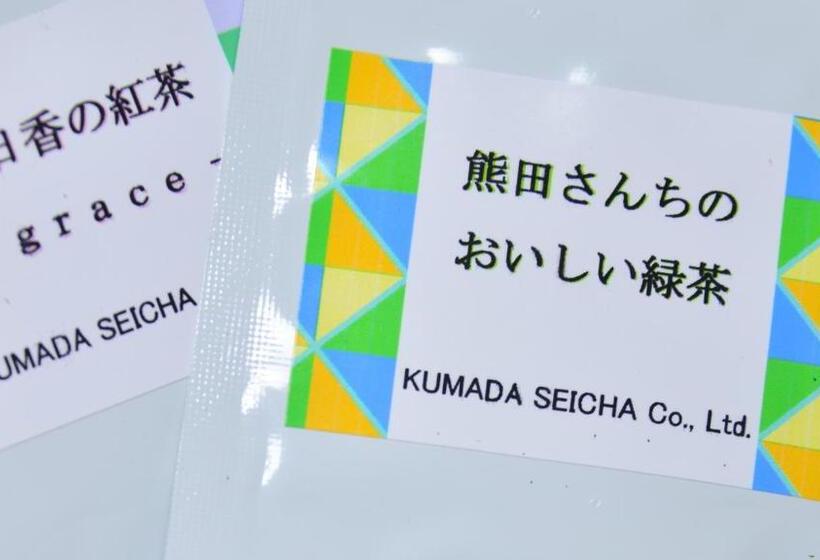 香の紅茶
grace-
UMADA SEICHA
熊田さんちの
おいしい緑茶
KUMADA SEICHA Co., Ltd.